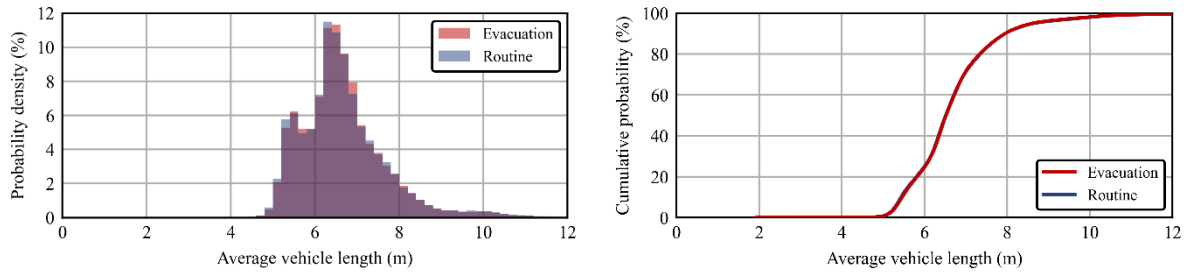 12
10
8
6
4
2
0
Probability density (%)
Evacuation
Routine
0 2 4 6 8 10 12
Average vehicle length (m)
100
80
60
40
20
0
Cumulative probability (%)
Evacuation
Routine
0 2 4 6 8 10 12
Average vehicle length (m)